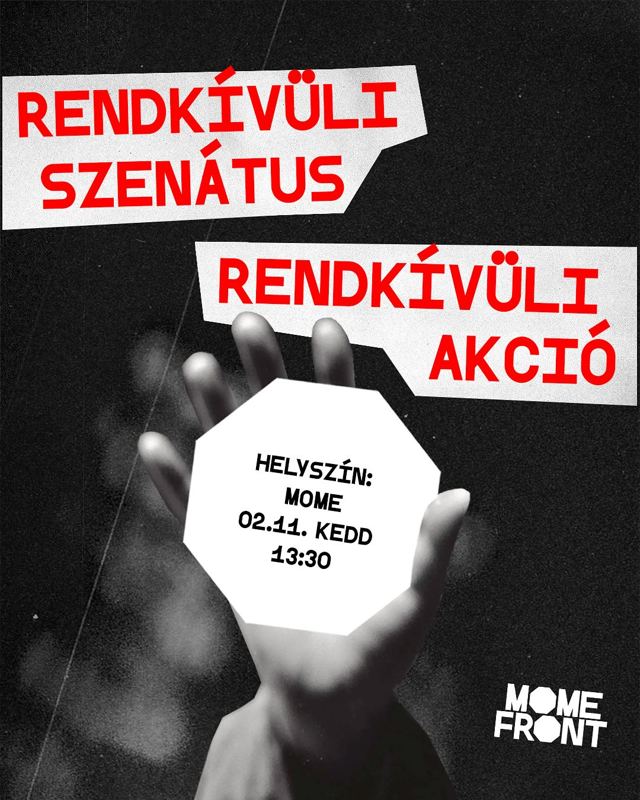 RENDKÍVÜLI
SZENÁTUS
RENDKÍVÜLI
AKCIÓ
HELYSZÍN:
MOME
02.11. KEDD
13:30
MOME
FRONT